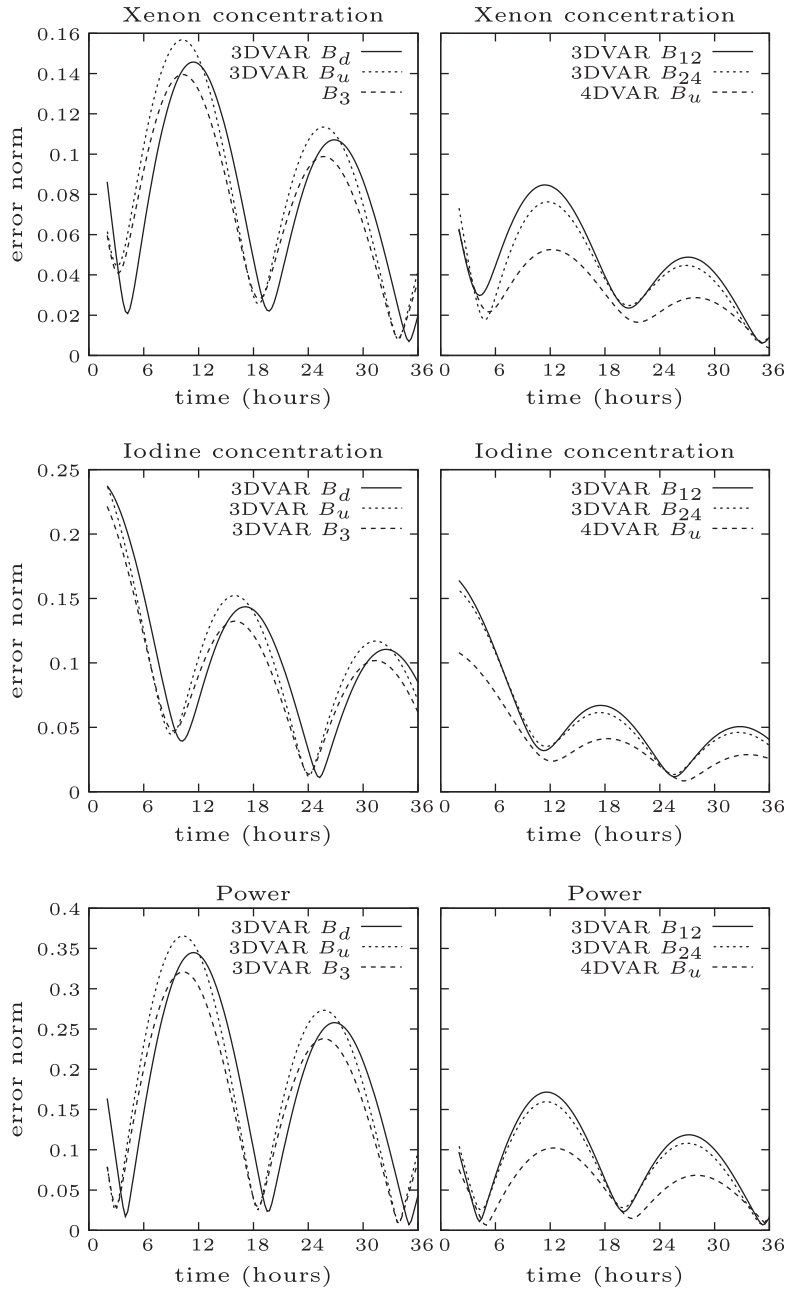 Xenon concentration
0.16
0.14
0.12
0.1
0.08
0.06
0.04
0.02
0
error norm
3DVAR B_d
3DVAR B_u
B_3
0 6 12 18 24 30 36
time (hours)
Xenon concentration
3DVAR B_12
3DVAR B_24
4DVAR B_u
0 6 12 18 24 30 36
time (hours)
Iodine concentration
0.25
0.2
0.15
0.1
0.05
0
error norm
3DVAR B_d
3DVAR B_u
3DVAR B_3
0 6 12 18 24 30 36
time (hours)
Iodine concentration
3DVAR B_12
3DVAR B_24
4DVAR B_u
0 6 12 18 24 30 36
time (hours)
Power
0.4
0.35
0.3
0.25
0.2
0.15
0.1
0.05
0
error norm
3DVAR B_d
3DVAR B_u
3DVAR B_3
0 6 12 18 24 30 36
time (hours)
Power
3DVAR B_12
3DVAR B_24
4DVAR B_u
0 6 12 18 24 30 36
time (hours)